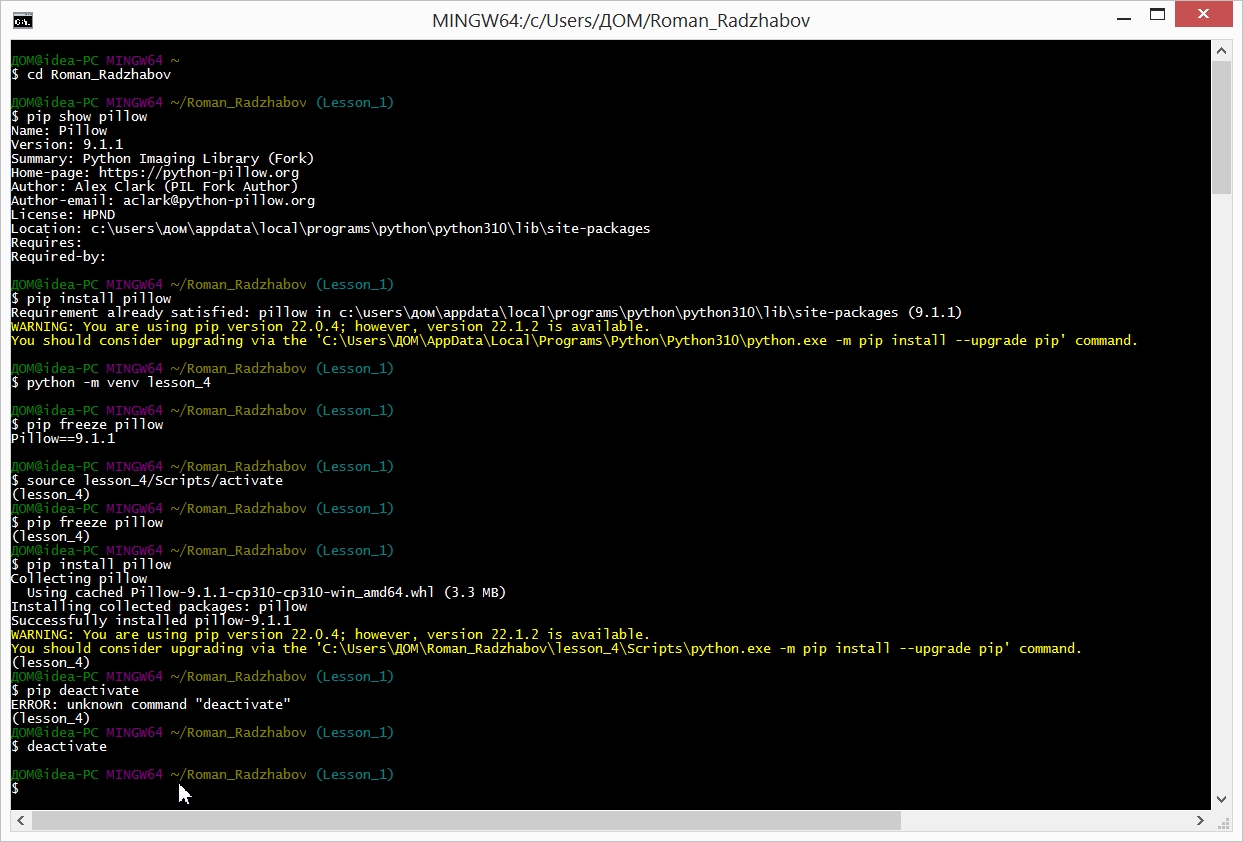 MINGW64:/c/Users/ДОМ/Roman_Radzhabov
ДОМ@idea-PC MINGW64 ~
$ cd Roman_Radzhabov
ДОМ@idea-PC MINGW64 ~/Roman_Radzhabov (Lesson_1)
$ pip show pillow
Name: Pillow
Version: 9.1.1
Summary: Python Imaging Library (Fork)
Home-page: https://python-pillow.org
Author: Alex Clark (PIL Fork Author)
Author-email: aclark@python-pillow.org
License: HPND
Location: c:\users\дом\appdata\local\programs\python\python310\lib\site-packages
Requires:
Required-by:
ДОМ@idea-PC MINGW64 ~/Roman_Radzhabov (Lesson_1)
$ pip install pillow
Requirement already satisfied: pillow in c:\users\дом\appdata\local\programs\python\python310\lib\site-packages (9.1.1)
WARNING: You are using pip version 22.0.4; however, version 22.1.2 is available.
You should consider upgrading via the 'C:\Users\ДОМ\AppData\Local\Programs\Python\Python310\python.exe -m pip install --upgrade pip' command.
ДОМ@idea-PC MINGW64 ~/Roman_Radzhabov (Lesson_1)
$ python -m venv lesson_4
ДОМ@idea-PC MINGW64 ~/Roman_Radzhabov (Lesson_1)
$ pip freeze pillow
Pillow==9.1.1
ДОМ@idea-PC MINGW64 ~/Roman_Radzhabov (Lesson_1)
$ source lesson_4/Scripts/activate
(lesson_4)
ДОМ@idea-PC MINGW64 ~/Roman_Radzhabov (Lesson_1)
$ pip freeze pillow
(lesson_4)
ДОМ@idea-PC MINGW64 ~/Roman_Radzhabov (Lesson_1)
$ pip install pillow
Collecting pillow
  Using cached Pillow-9.1.1-cp310-cp310-win_amd64.whl (3.3 MB)
Installing collected packages: pillow
Successfully installed pillow-9.1.1
WARNING: You are using pip version 22.0.4; however, version 22.1.2 is available.
You should consider upgrading via the 'C:\Users\ДОМ\Roman_Radzhabov\lesson_4\Scripts\python.exe -m pip install --upgrade pip' command.
(lesson_4)
ДОМ@idea-PC MINGW64 ~/Roman_Radzhabov (Lesson_1)
$ pip deactivate
ERROR: unknown command "deactivate"
(lesson_4)
ДОМ@idea-PC MINGW64 ~/Roman_Radzhabov (Lesson_1)
$ deactivate
ДОМ@idea-PC MINGW64 ~/Roman_Radzhabov (Lesson_1)
$